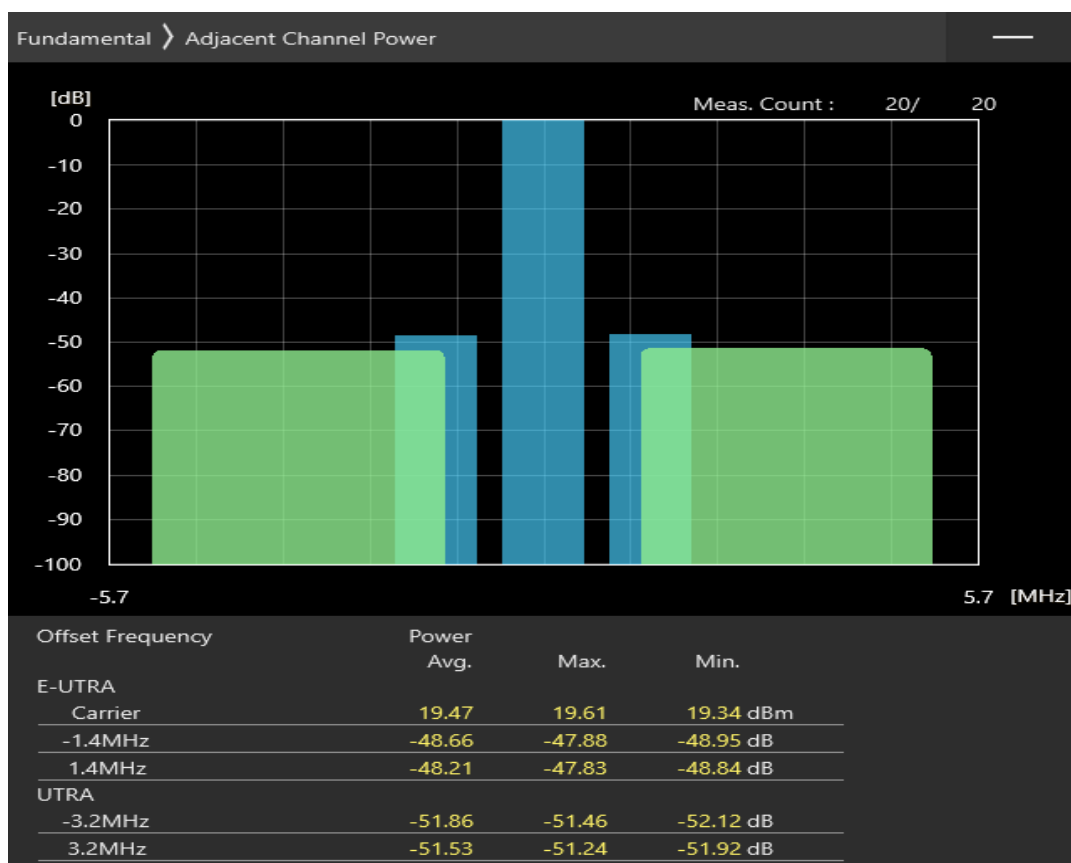 Fundamental 〉 Adjacent Channel Power
[dB]
Meas. Count : 20/ 20
0
-10
-20
-30
-40
-50
-60
-70
-80
-90
-100
-5.7 5.7 [MHz]
Offset Frequency Power
Avg. Max. Min.
E-UTRA
Carrier 19.47 19.61 19.34 dBm
-1.4MHz -48.66 -47.88 -48.95 dB
1.4MHz -48.21 -47.83 -48.84 dB
UTRA
-3.2MHz -51.86 -51.46 -52.12 dB
3.2MHz -51.53 -51.24 -51.92 dB